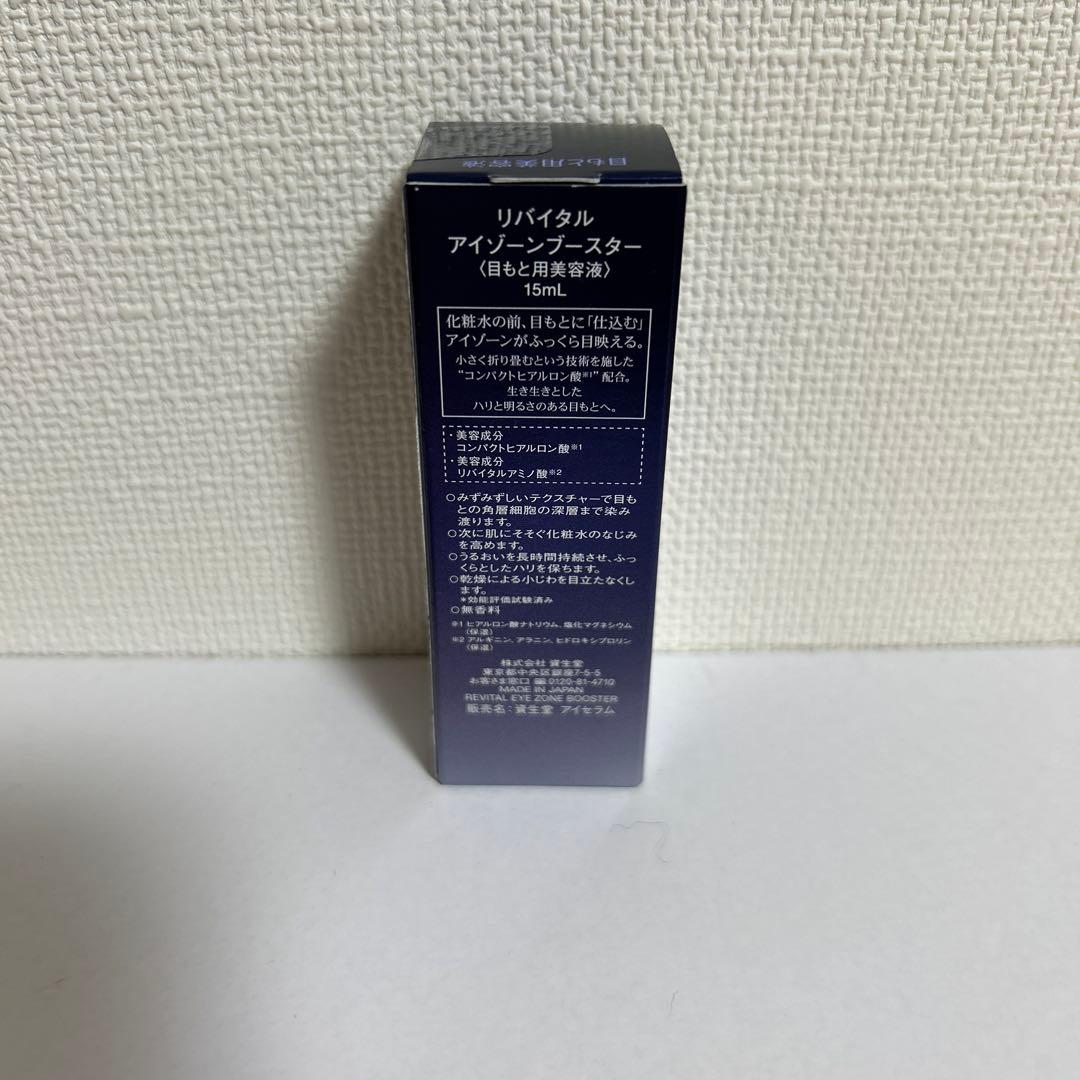 目もと用美容液
リバイタル
アイゾーンブースター
〈目もと用美容液〉
15mL
化粧水の前、目もとに「仕込む」
アイゾーンがふっくら目映える。
小さく折り畳むという技術を施した
“コンパクトヒアルロン酸※1”配合。
生き生きとした
ハリと明るさのある目もとへ。
・美容成分
コンパクトヒアルロン酸※1
・美容成分
リバイタルアミノ酸※2
○みずみずしいテクスチャーで目も
との角層細胞の深層まで染み
渡ります。
○次に肌にそそぐ化粧水のなじみ
を高めます。
○うるおいを長時間持続させ、ふっ
くらとしたハリを保ちます。
○乾燥による小じわを目立たなくし
ます。
*効能評価試験済み
○無香料
※1 ヒアルロン酸ナトリウム、塩化マグネシウム
（保湿）
※2 アルギニン、アラニン、ヒドロキシプロリン
（保湿）
株式会社 資生堂
東京都中央区銀座7-5-5
お客さま窓口 0120-81-4710
MADE IN JAPAN
REVITAL EYE ZONE BOOSTER
販売名：資生堂 アイセラム